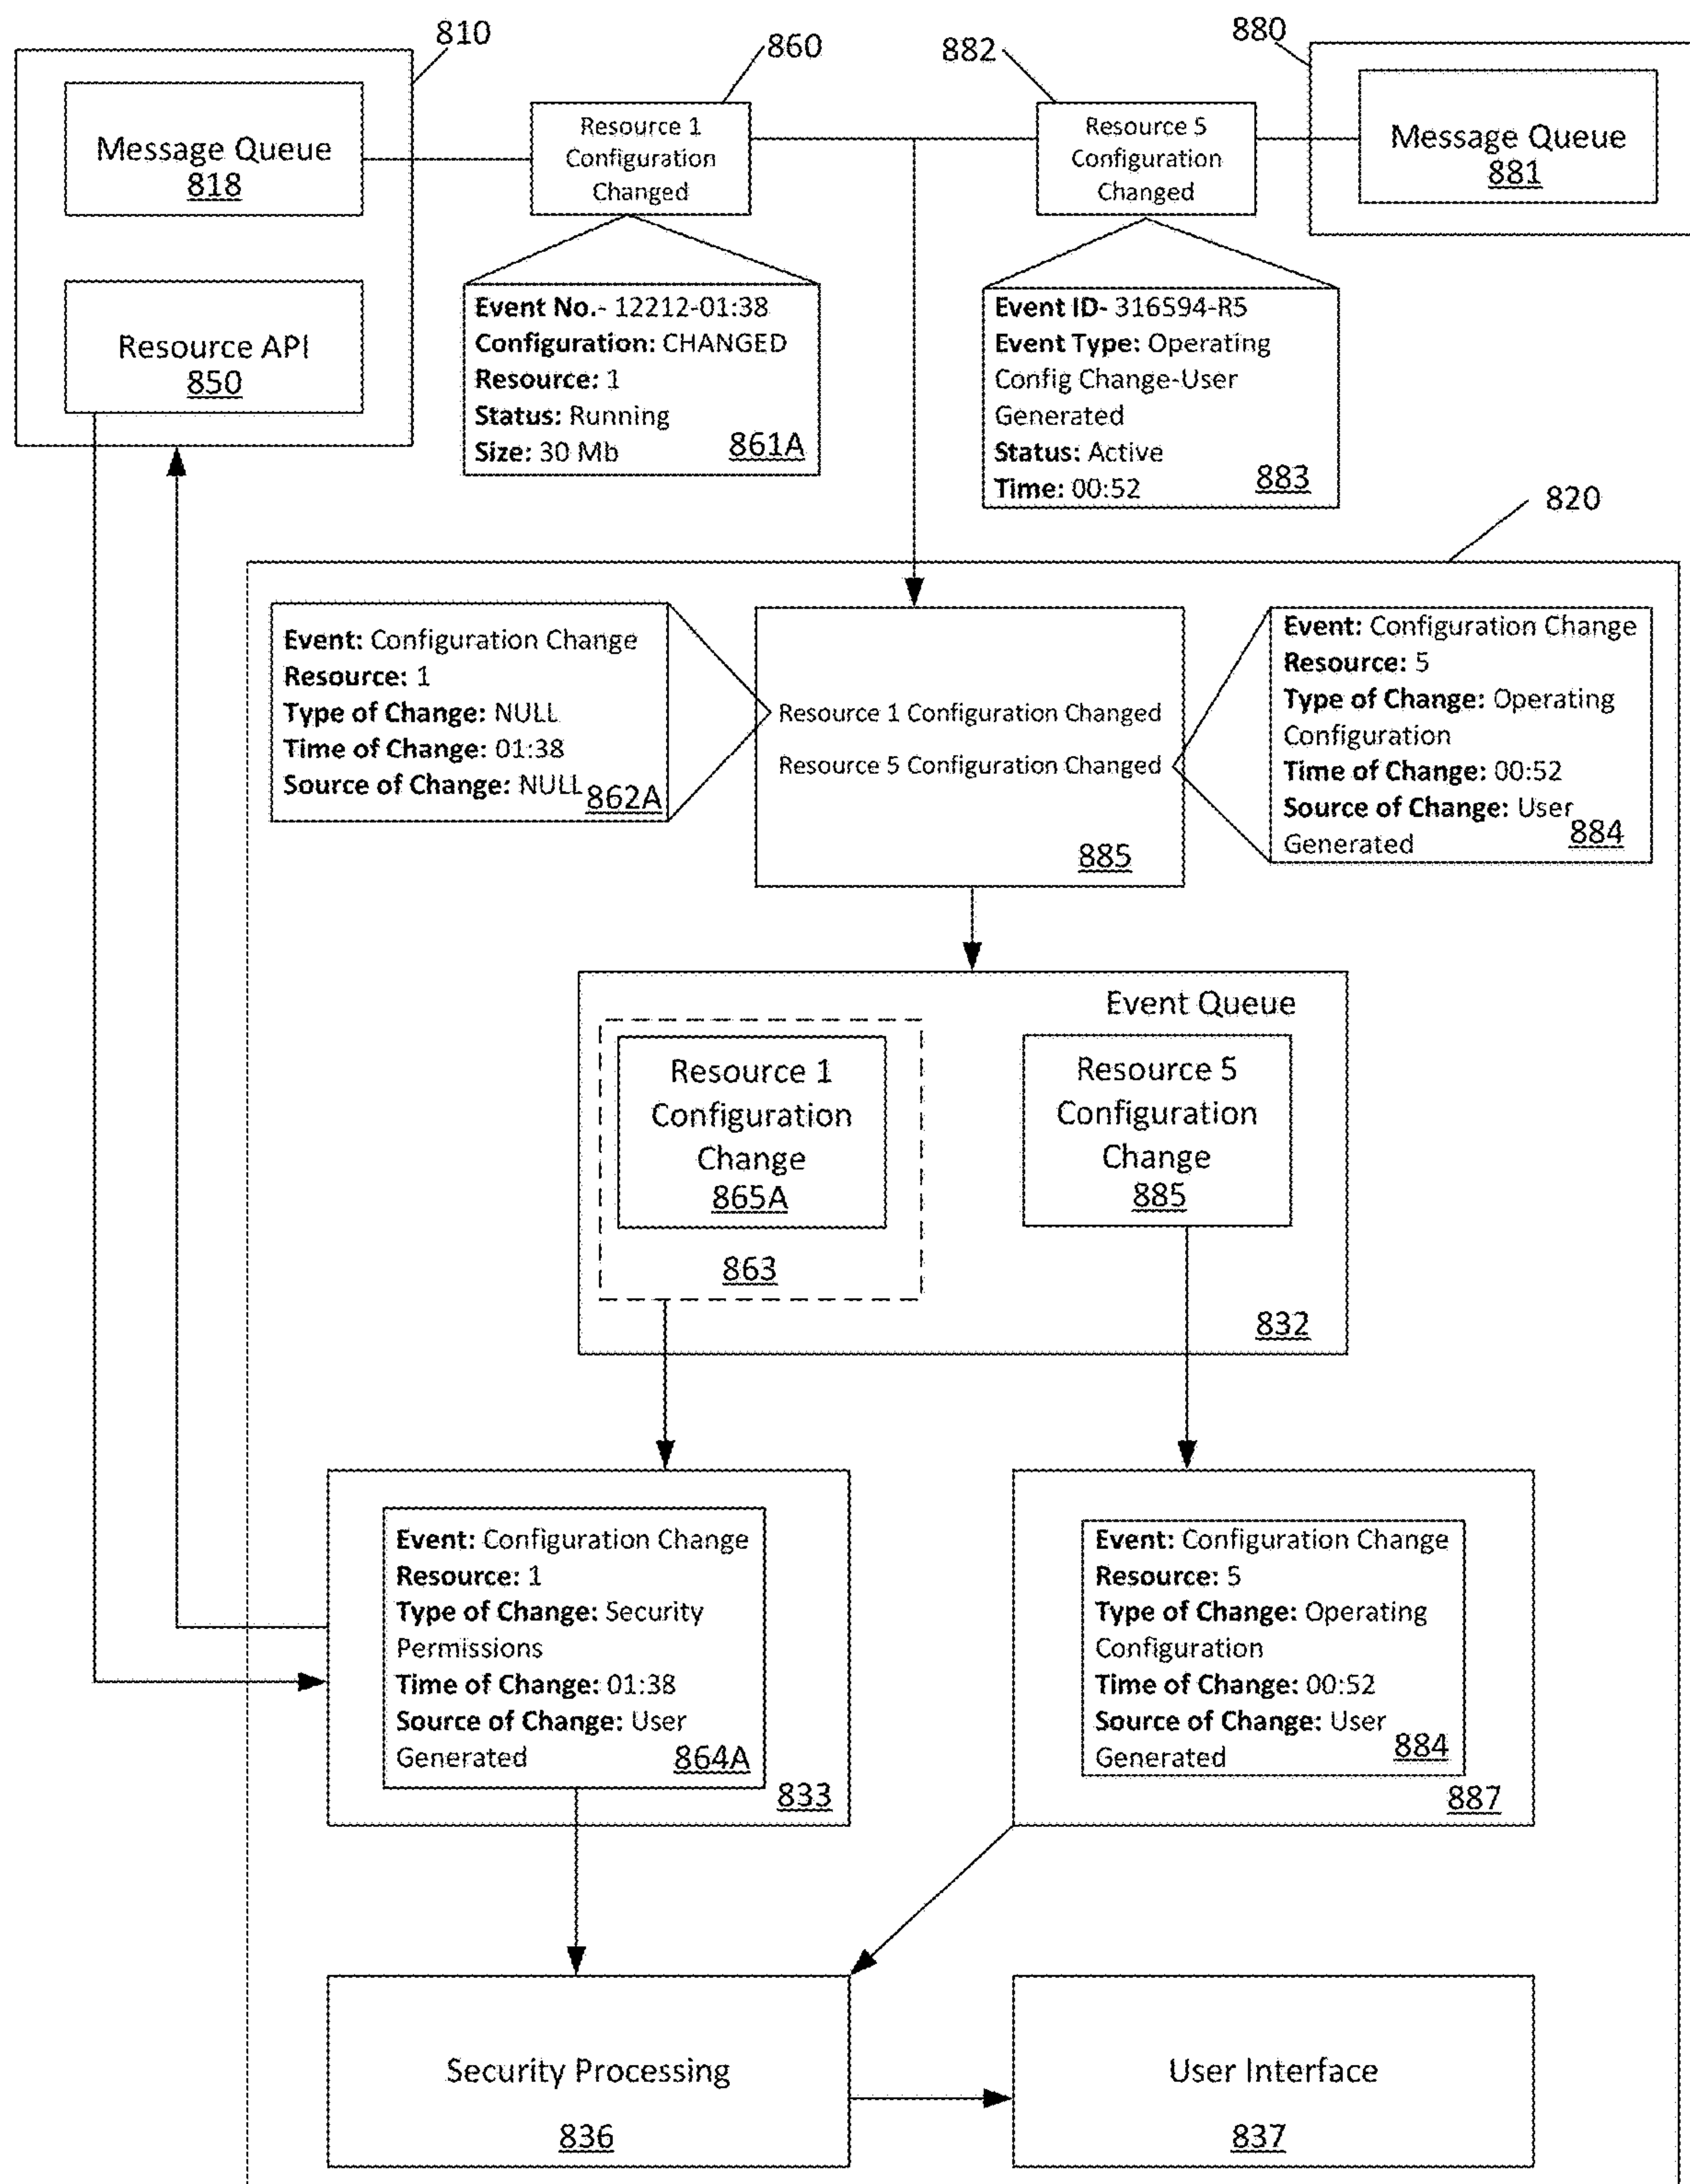 810
860
882
880
Message Queue
818
Resource API
850
Resource 1
Configuration
Changed
Resource 5
Configuration
Changed
Message Queue
881
Event No.- 12212-01:38
Configuration: CHANGED
Resource: 1
Status: Running
Size: 30 Mb
861A
Event ID- 316594-R5
Event Type: Operating
Config Change-User
Generated
Status: Active
Time: 00:52
883
820
Event: Configuration Change
Resource: 1
Type of Change: NULL
Time of Change: 01:38
Source of Change: NULL
862A
Resource 1 Configuration Changed
Resource 5 Configuration Changed
885
Event: Configuration Change
Resource: 5
Type of Change: Operating
Configuration
Time of Change: 00:52
Source of Change: User
Generated
884
Event Queue
Resource 1
Configuration
Change
865A
863
Resource 5
Configuration
Change
885
832
Event: Configuration Change
Resource: 1
Type of Change: Security
Permissions
Time of Change: 01:38
Source of Change: User
Generated
864A
833
Event: Configuration Change
Resource: 5
Type of Change: Operating
Configuration
Time of Change: 00:52
Source of Change: User
Generated
884
887
Security Processing
836
User Interface
837